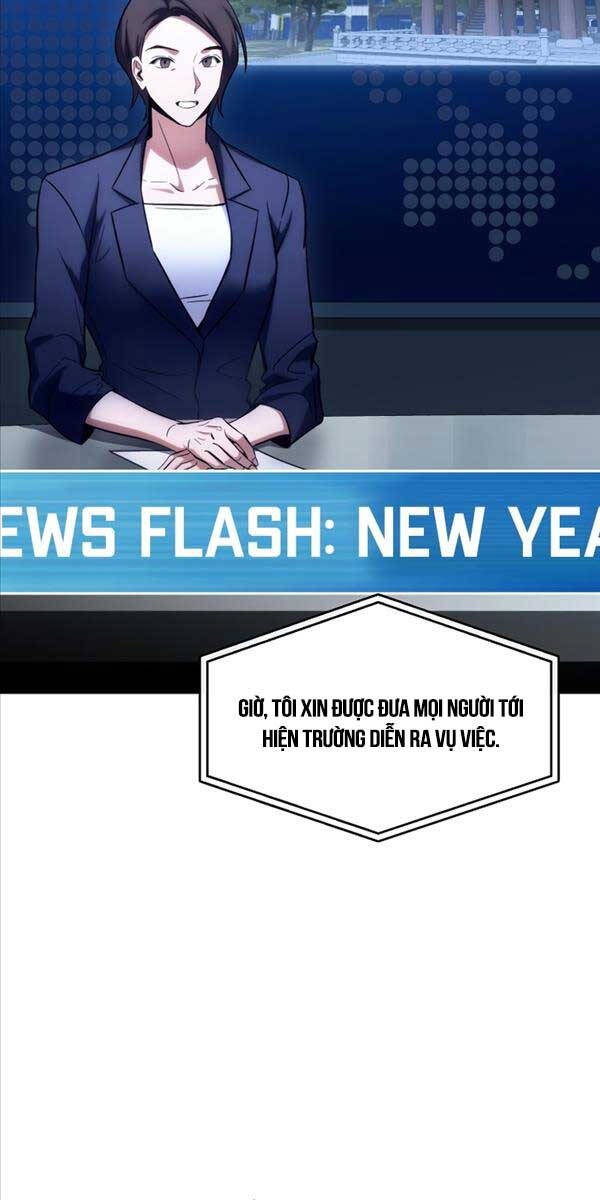 EWS FLASH: NEW YEA
GIỜ, TÔI XIN ĐƯỢC ĐƯA MỌI NGƯỜI TỚI
HIỆN TRƯỜNG DIỄN RA VỤ VIỆC.